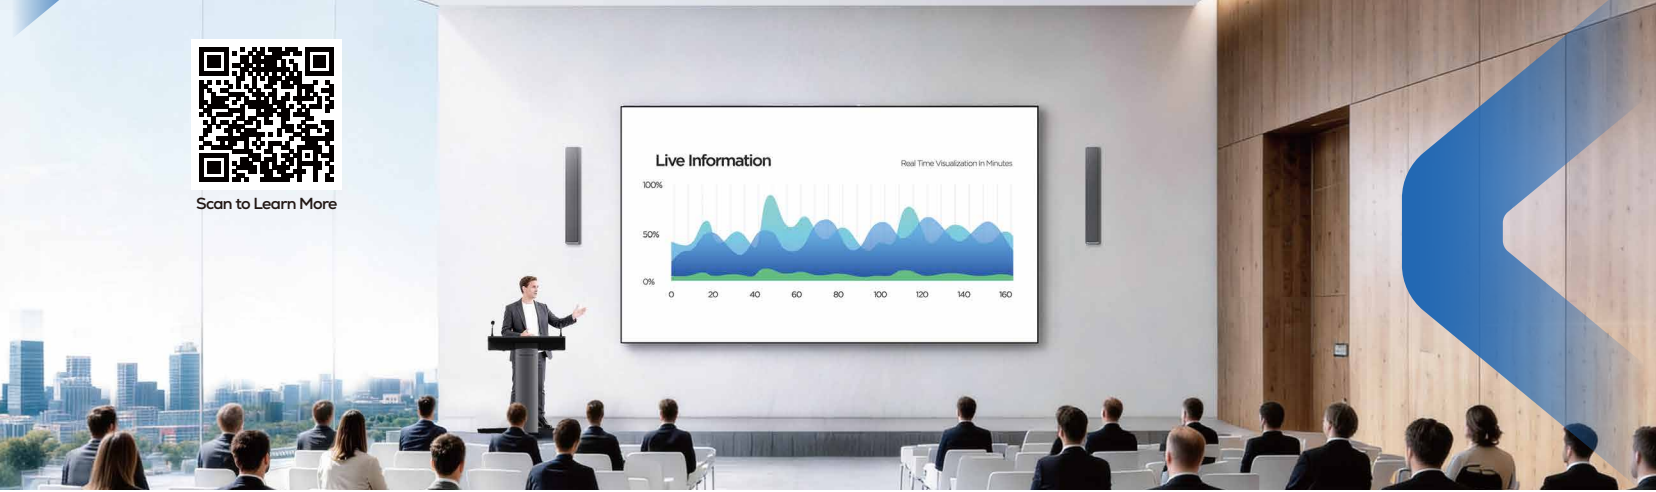 Scan to Learn More
Live Information
Real Time Visualization in Minutes
100%
50%
0%
0 20 40 60 80 100 120 140 160